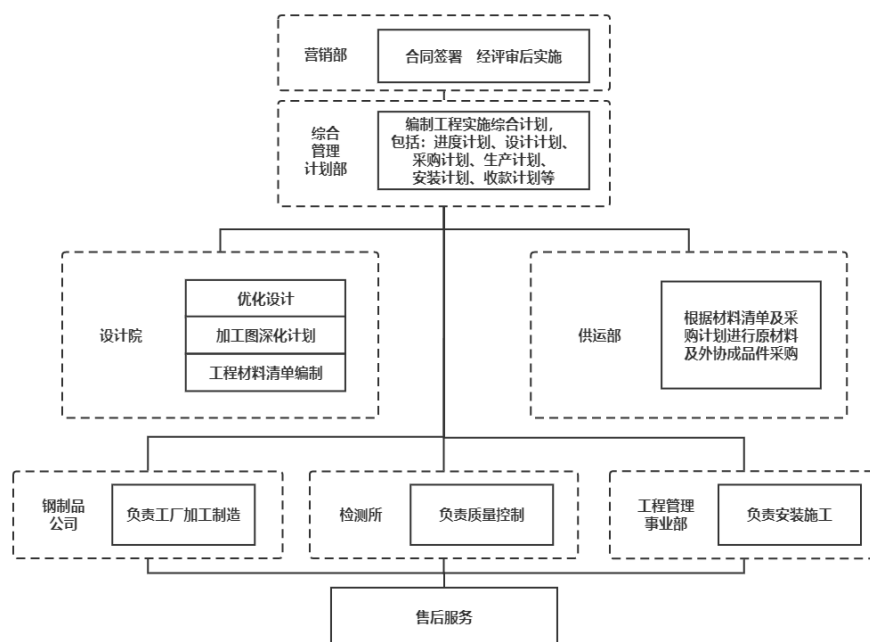 营销部
合同签署 经评审后实施
综合
管理
计划部
编制工程实施综合计划，
包括：进度计划、设计计划、
采购计划、生产计划、
安装计划、收款计划等
设计院
优化设计
加工图深化计划
工程材料清单编制
供运部
根据材料清单及采
购计划进行原材料
及外协成品件采购
钢制品
公司
负责工厂加工制造
检测所
负责质量控制
工程管理
事业部
负责安装施工
售后服务